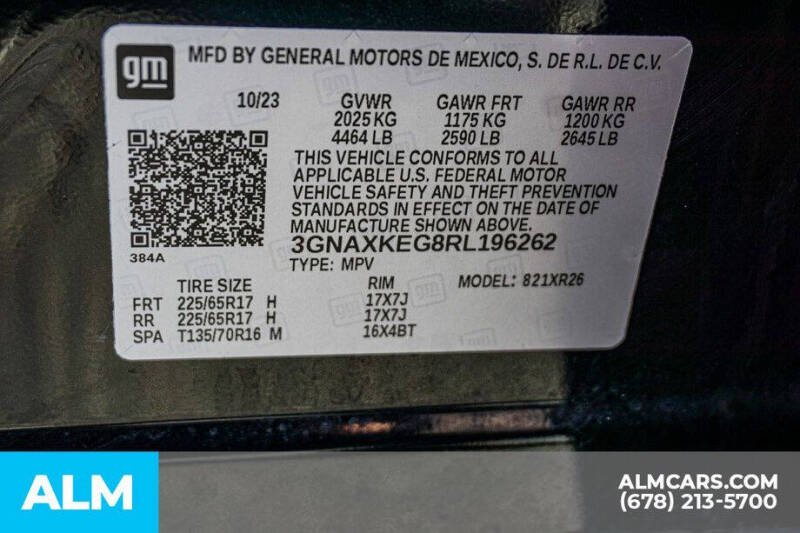 gm MFD BY GENERAL MOTORS DE MEXICO, S. DE R.L. DE C.V.
10/23 GVWR GAWR FRT GAWR RR
2025 KG 1175 KG 1200 KG
4464 LB 2590 LB 2645 LB
THIS VEHICLE CONFORMS TO ALL
APPLICABLE U.S. FEDERAL MOTOR
VEHICLE SAFETY AND THEFT PREVENTION
STANDARDS IN EFFECT ON THE DATE OF
MANUFACTURE SHOWN ABOVE.
3GNAXKEG8RL196262
384A
TYPE: MPV MODEL: 821XR26
TIRE SIZE RIM
FRT 225/65R17 H 17X7J
RR 225/65R17 H 17X7J
SPA T135/70R16 M 16X4BT
ALM
ALMCARS.COM
(678) 213-5700